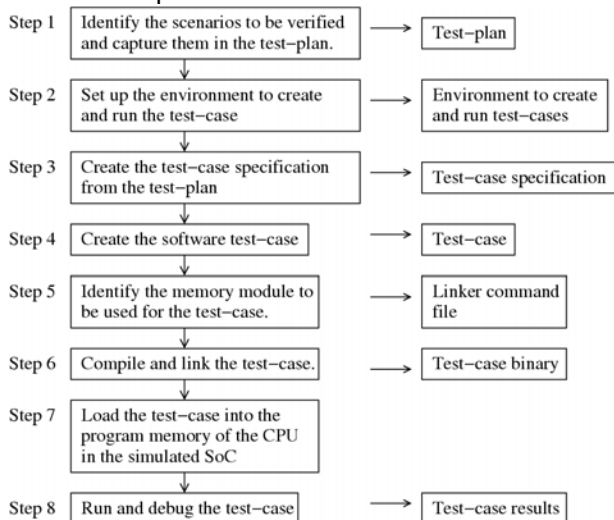 Step 1
Identify the scenarios to be verified
and capture them in the test-plan.
Test-plan
Step 2
Set up the environment to create
and run the test-case
Environment to create
and run test-cases
Step 3
Create the test-case specification
from the test-plan
Test-case specification
Step 4
Create the software test-case
Test-case
Step 5
Identify the memory module to
be used for the test-case.
Linker command
file
Step 6
Compile and link the test-case.
Test-case binary
Step 7
Load the test-case into the
program memory of the CPU
in the simulated SoC
Step 8
Run and debug the test-case
Test-case results